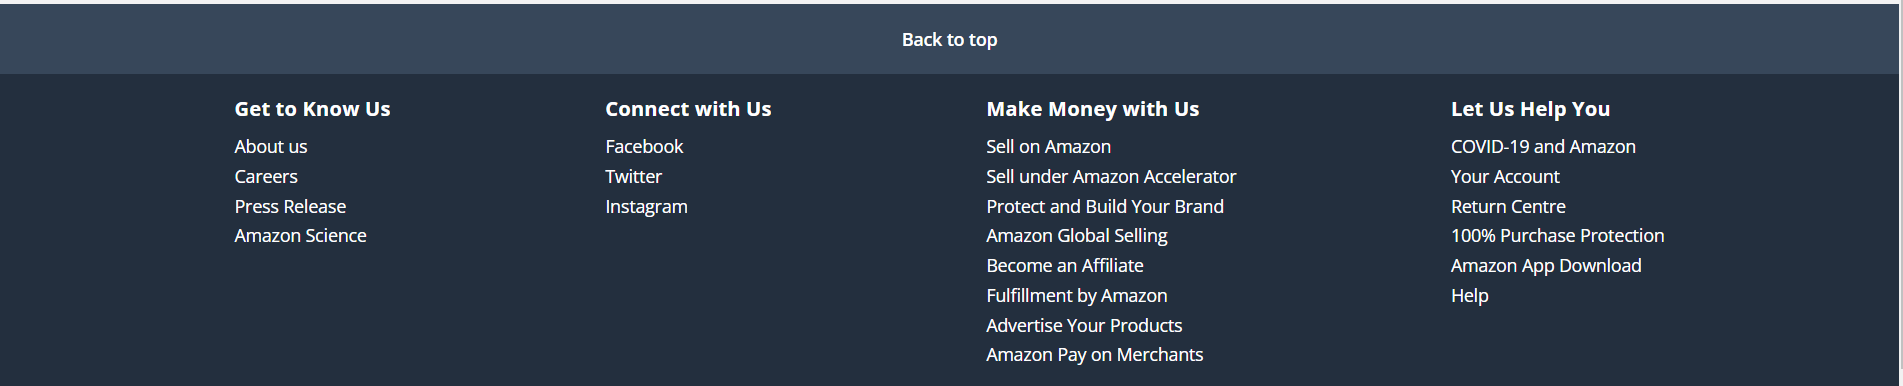 Back to top
Get to Know Us
About us
Careers
Press Release
Amazon Science
Connect with Us
Facebook
Twitter
Instagram
Make Money with Us
Sell on Amazon
Sell under Amazon Accelerator
Protect and Build Your Brand
Amazon Global Selling
Become an Affiliate
Fulfillment by Amazon
Advertise Your Products
Amazon Pay on Merchants
Let Us Help You
COVID-19 and Amazon
Your Account
Return Centre
100% Purchase Protection
Amazon App Download
Help